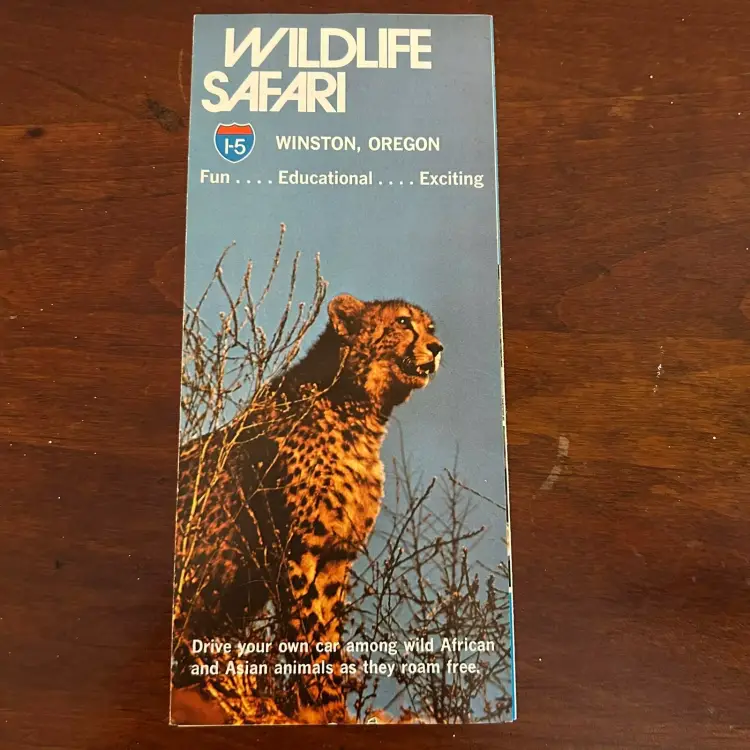 WILDLIFE
SAFARI
I-5
WINSTON, OREGON
Fun .... Educational .... Exciting
Drive your own car among wild African
and Asian animals as they roam free.